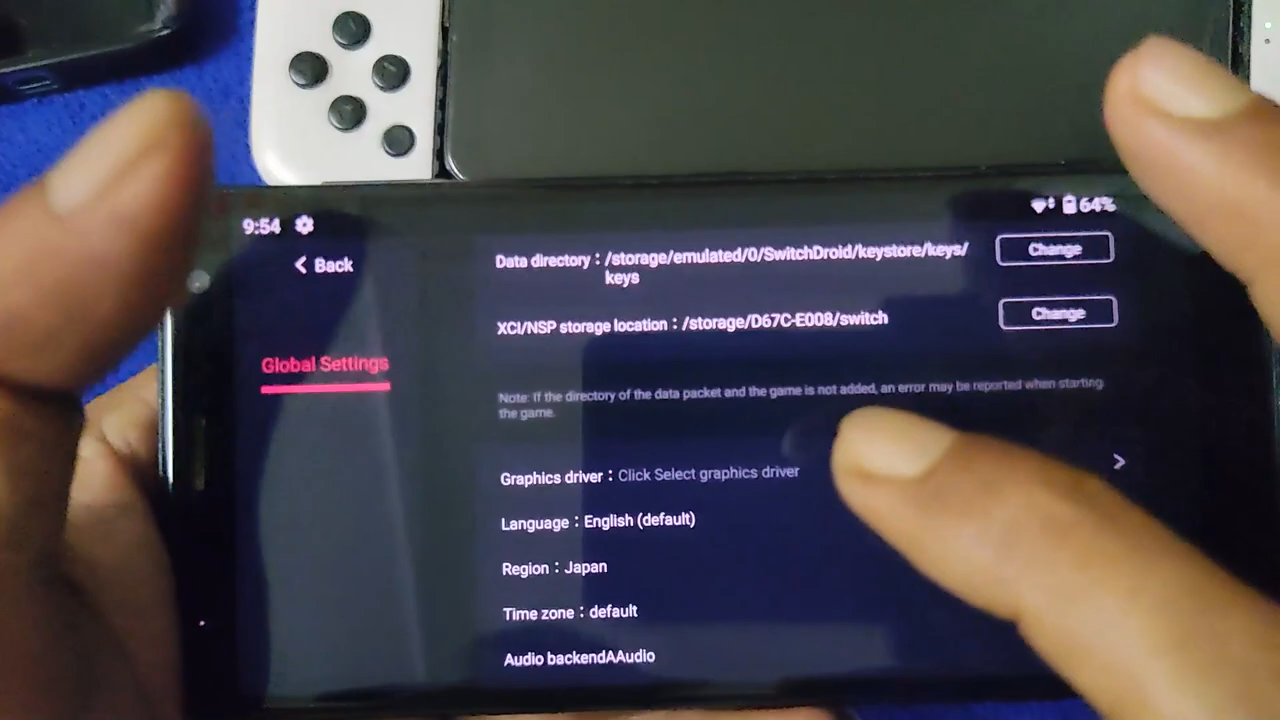 9:54
64%
Back
Data directory : /storage/emulated/0/SwitchDroid/keystore/keys/
keys
Change
XCI/NSP storage location : /storage/D67C-E008/switch
Change
Global Settings
Note: If the directory of the data packet and the game is not added, an error may be reported when starting
the game.
Graphics driver : Click Select graphics driver
Language : English (default)
Region : Japan
Time zone : default
Audio backendAAudio